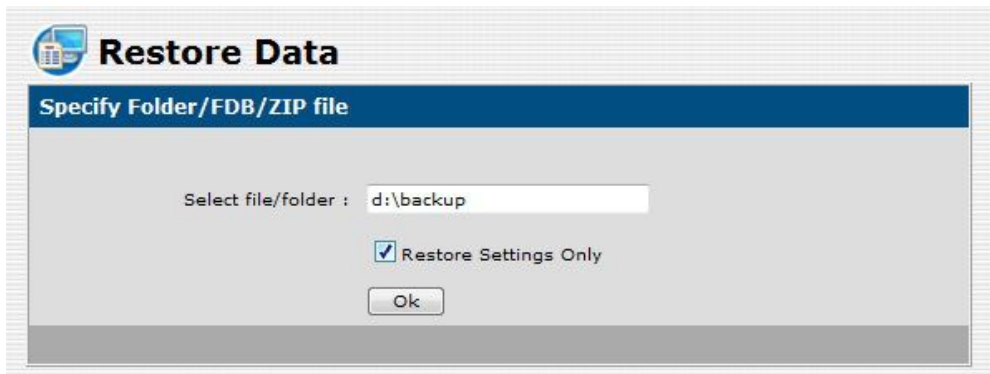 Restore Data
Specify Folder/FDB/ZIP file
Select file/folder : d:\backup
Restore Settings Only
Ok